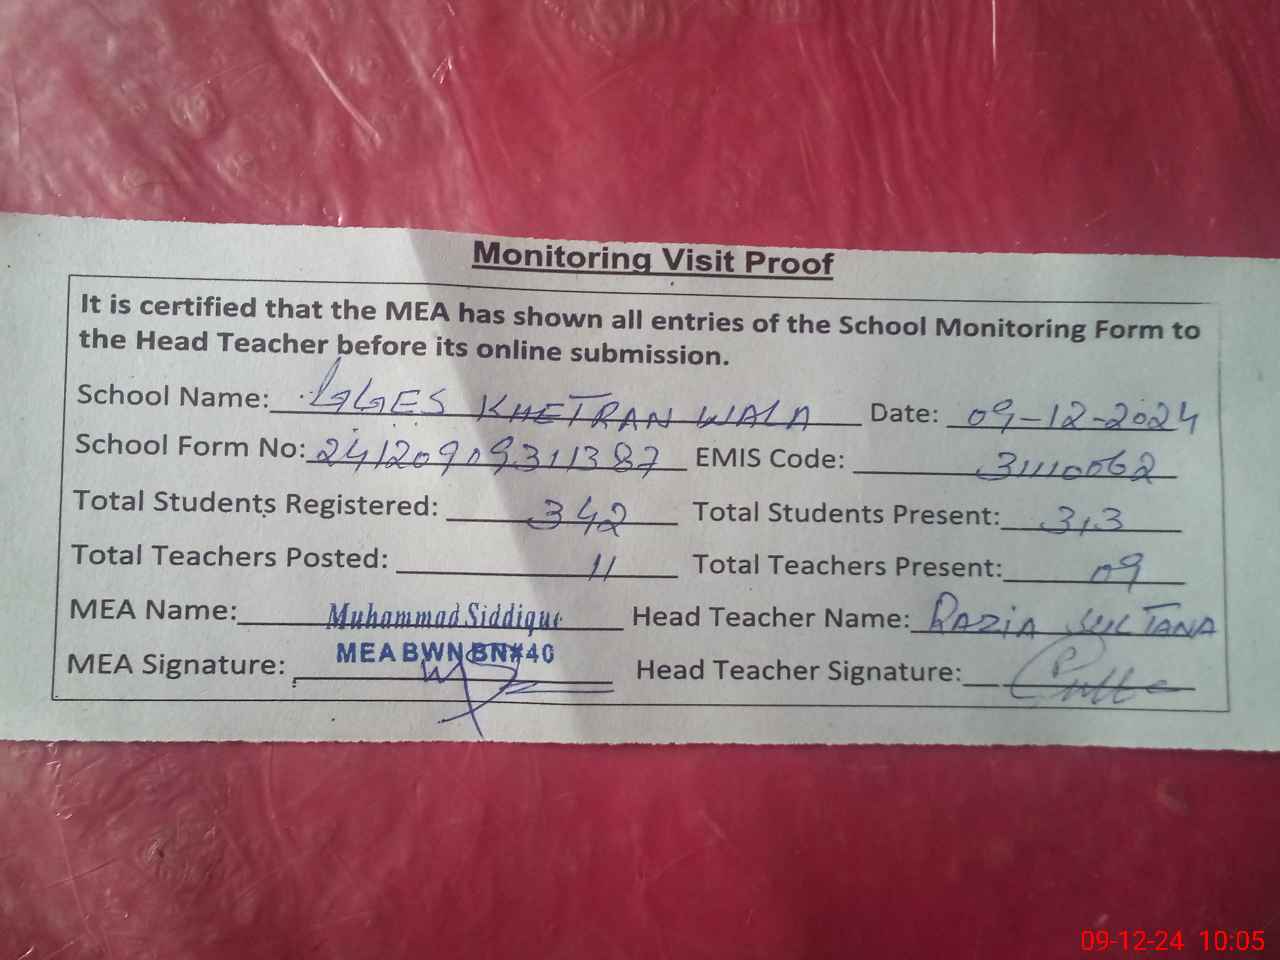 Monitoring Visit Proof
It is certified that the MEA has shown all entries of the School Monitoring Form to
the Head Teacher before its online submission.
School Name: GGES KHETRAN WALA Date: 09-12-2024
School Form No: 24120909311387 EMIS Code: 31110062
Total Students Registered: 342 Total Students Present: 313
Total Teachers Posted: 11 Total Teachers Present: 09
MEA Name: Muhammad Siddique Head Teacher Name: RAZIA SULTANA
MEA BWN BN#40
MEA Signature: Head Teacher Signature:
09-12-24 10:05